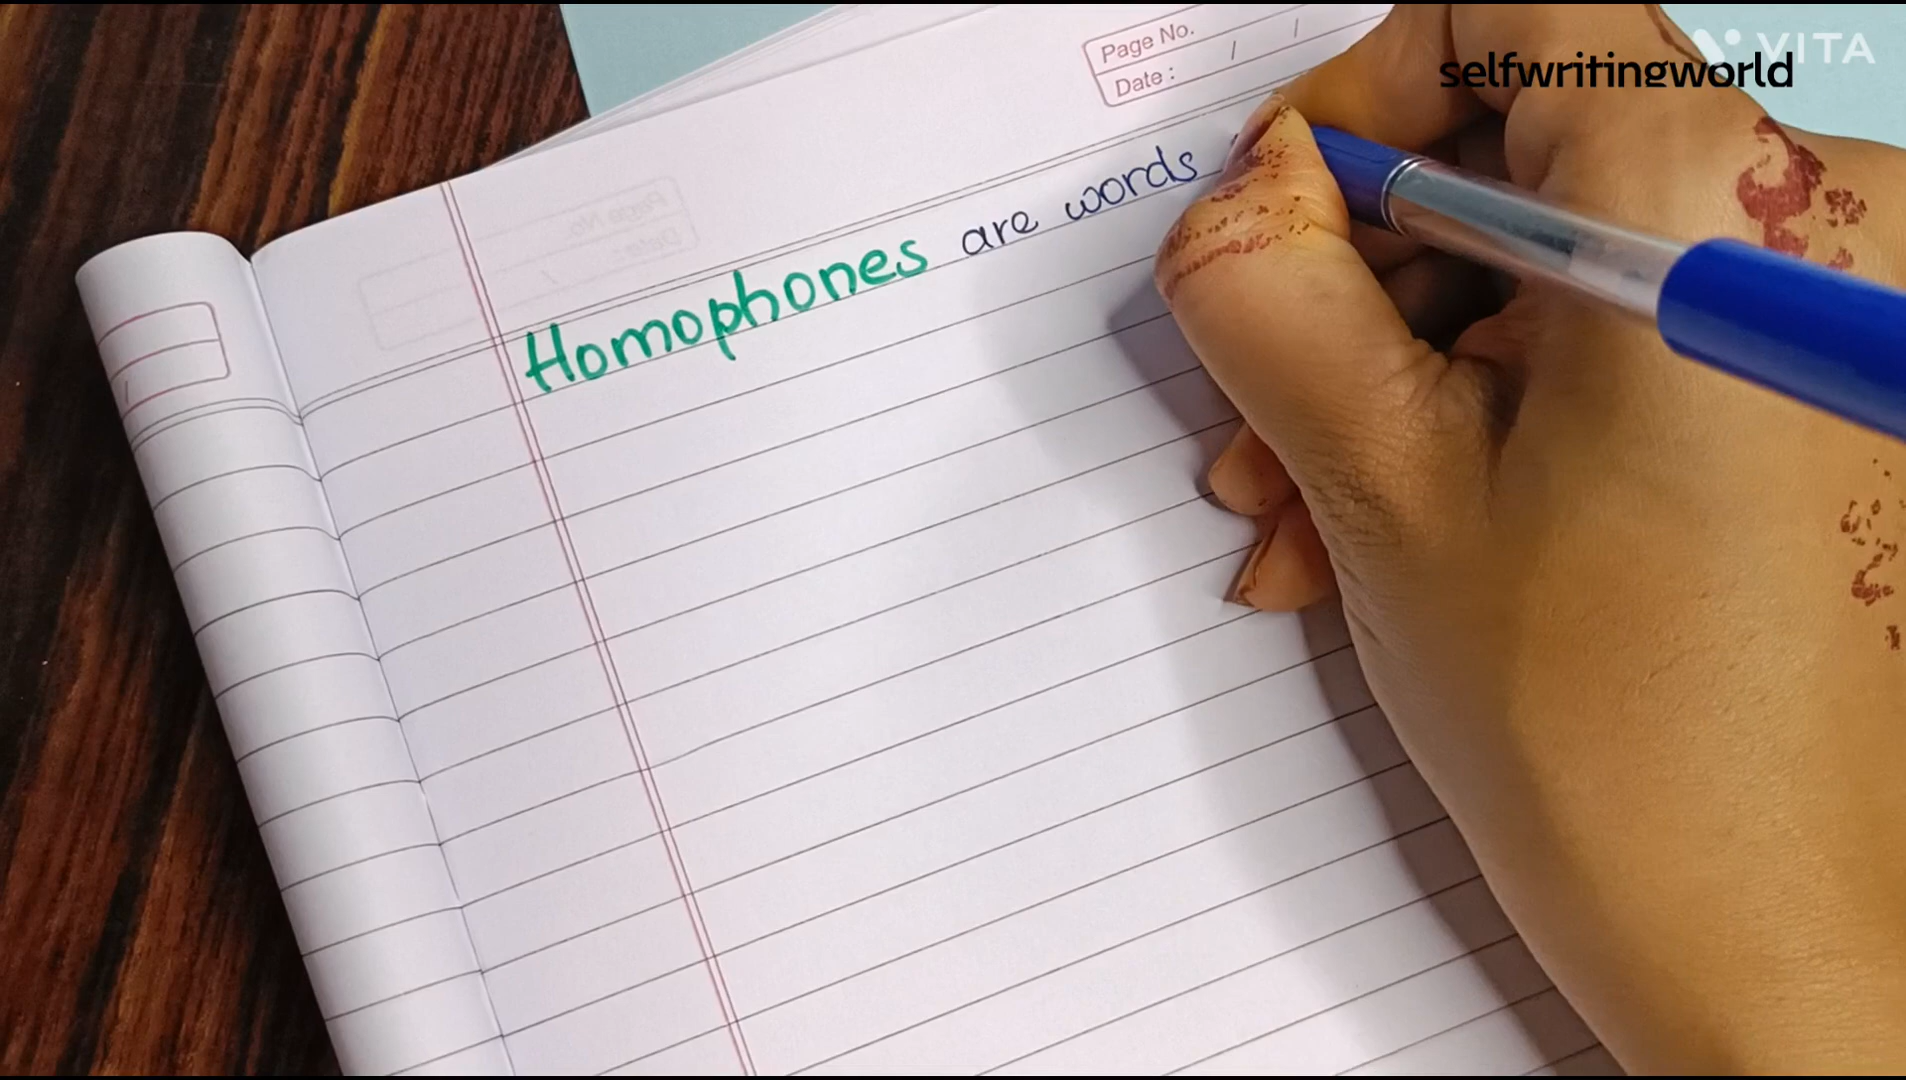 VITA
selfwritingworld
Page No.
Date : / /
Homophones are words